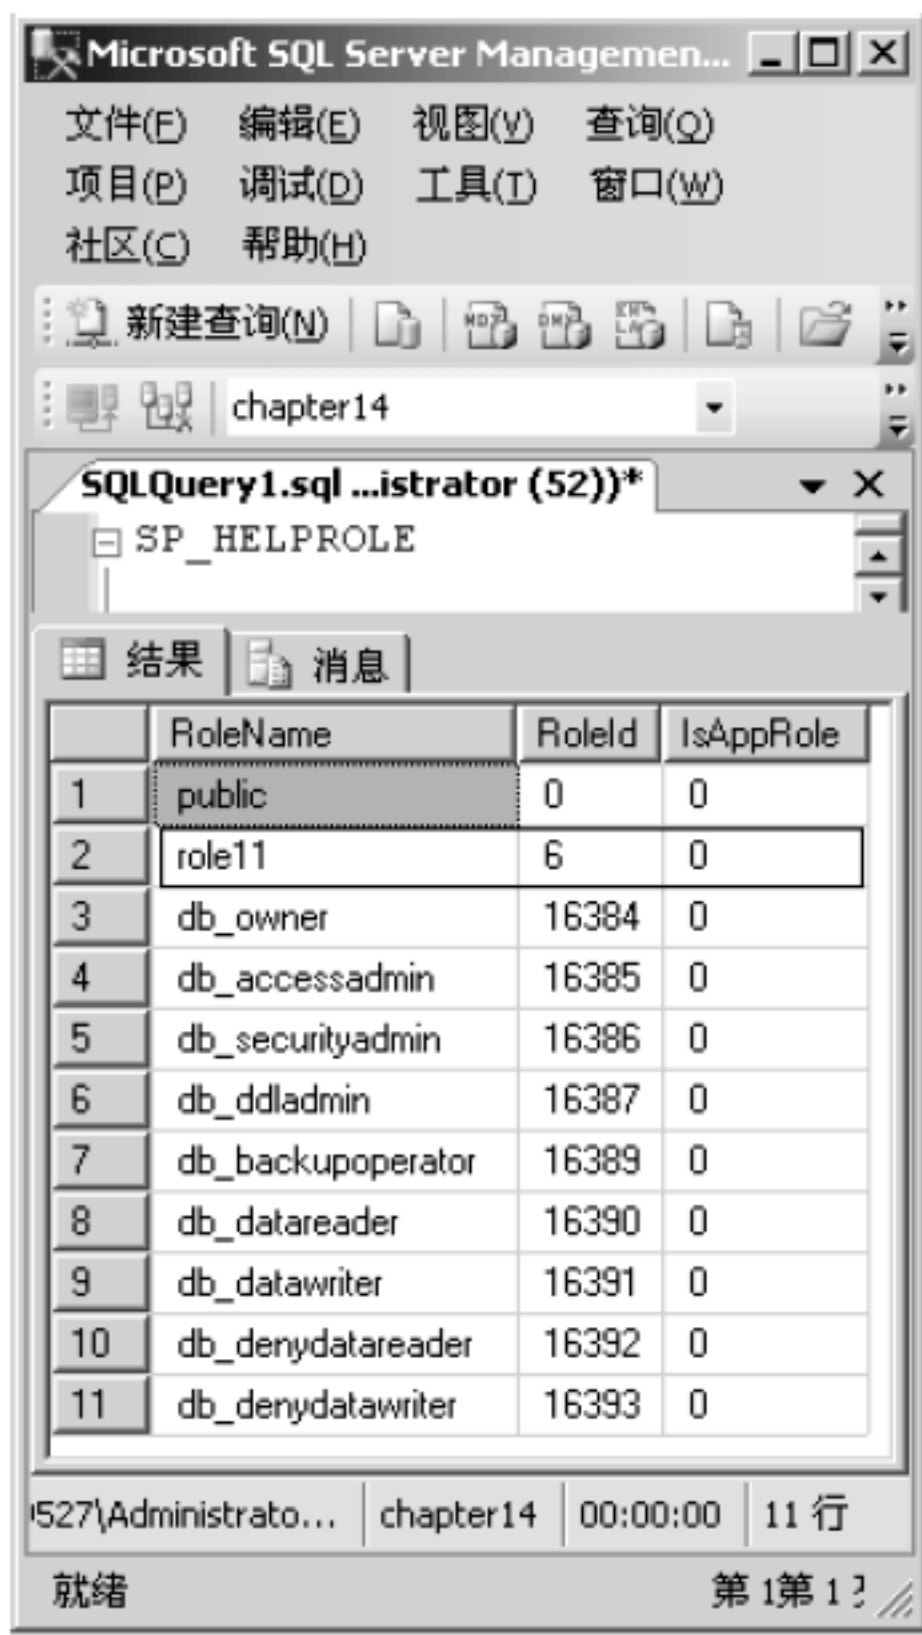 Microsoft SQL Server Managemen...
文件(F) 编辑(E) 视图(V) 查询(Q)
项目(P) 调试(D) 工具(T) 窗口(W)
社区(C) 帮助(H)
新建查询(N)
chapter14
SQLQuery1.sql ...istrator (52))*
SP_HELPROLE
结果 消息
RoleName RoleId IsAppRole
1 public 0 0
2 role11 6 0
3 db_owner 16384 0
4 db_accessadmin 16385 0
5 db_securityadmin 16386 0
6 db_ddladmin 16387 0
7 db_backupoperator 16389 0
8 db_datareader 16390 0
9 db_datawriter 16391 0
10 db_denydatareader 16392 0
11 db_denydatawriter 16393 0
527\Administrato... chapter14 00:00:00 11 行
就绪 第 1第 1